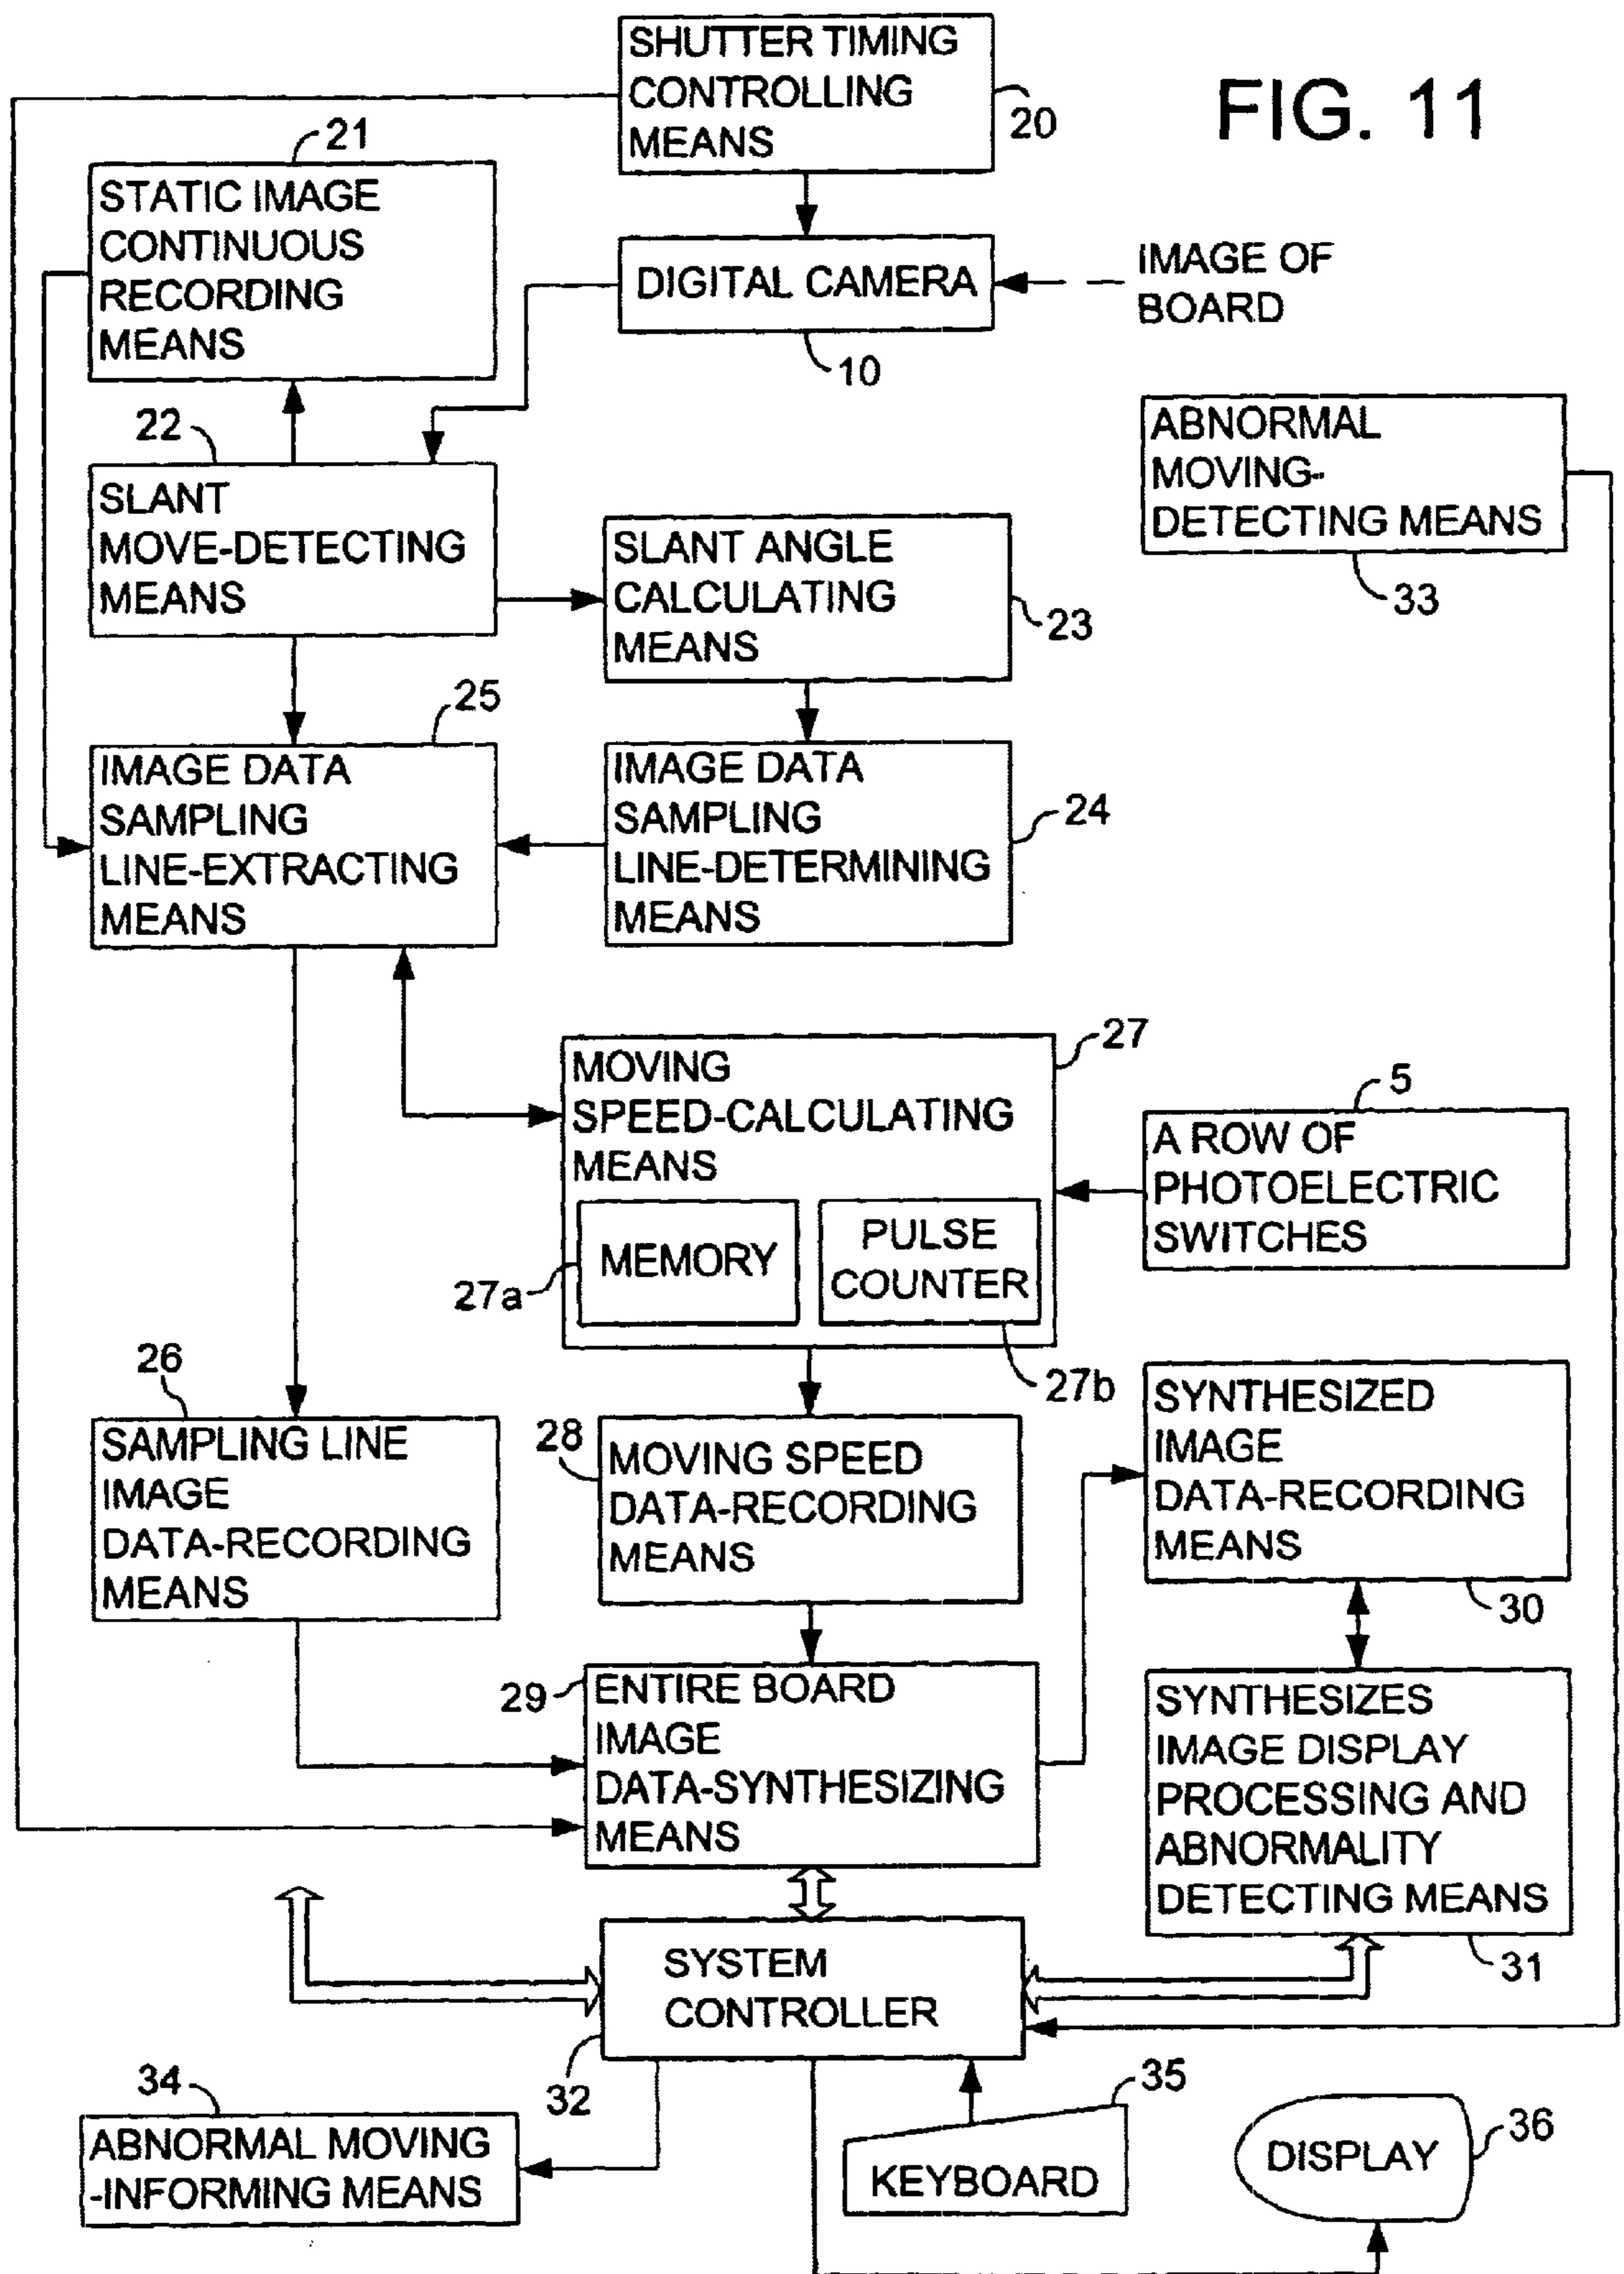 SHUTTER TIMING
CONTROLLING
MEANS
20
FIG. 11
21
STATIC IMAGE
CONTINUOUS
RECORDING
MEANS
DIGITAL CAMERA
10
IMAGE OF
BOARD
22
SLANT
MOVE-DETECTING
MEANS
SLANT ANGLE
CALCULATING
MEANS
23
ABNORMAL
MOVING-
DETECTING MEANS
33
25
IMAGE DATA
SAMPLING
LINE-EXTRACTING
MEANS
IMAGE DATA
SAMPLING
LINE-DETERMINING
MEANS
24
27
MOVING
SPEED-CALCULATING
MEANS
MEMORY
27a
PULSE
COUNTER
27b
5
A ROW OF
PHOTOELECTRIC
SWITCHES
26
SAMPLING LINE
IMAGE
DATA-RECORDING
MEANS
28
MOVING SPEED
DATA-RECORDING
MEANS
SYNTHESIZED
IMAGE
DATA-RECORDING
MEANS
30
29
ENTIRE BOARD
IMAGE
DATA-SYNTHESIZING
MEANS
SYNTHESIZES
IMAGE DISPLAY
PROCESSING AND
ABNORMALITY
DETECTING MEANS
31
SYSTEM
CONTROLLER
32
34
ABNORMAL MOVING
-INFORMING MEANS
35
KEYBOARD
DISPLAY
36